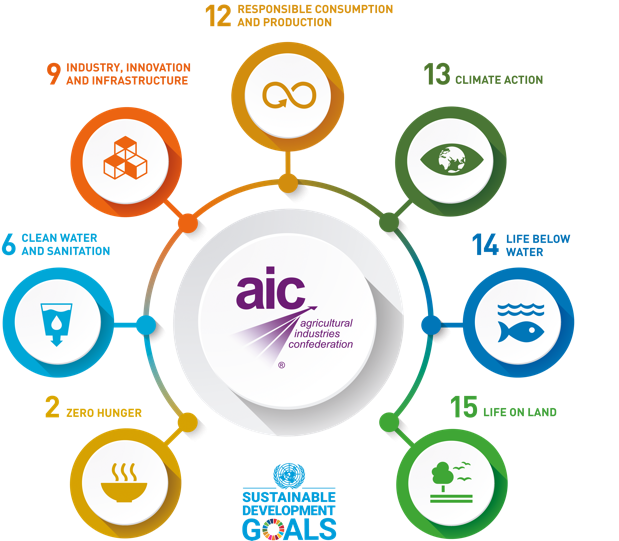 12 RESPONSIBLE CONSUMPTION
AND PRODUCTION
9 INDUSTRY, INNOVATION
AND INFRASTRUCTURE
13 CLIMATE ACTION
6 CLEAN WATER
AND SANITATION
14 LIFE BELOW
WATER
aic
agricultural
industries
confederation
®
2 ZERO HUNGER
15 LIFE ON LAND
SUSTAINABLE
DEVELOPMENT
GOALS